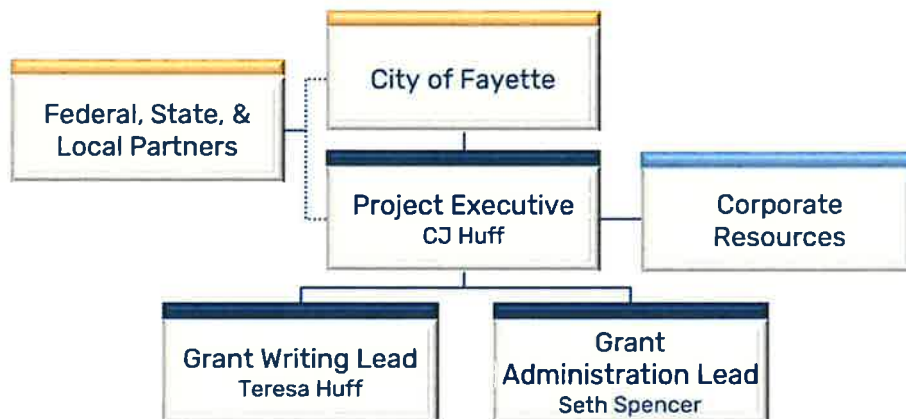 City of Fayette
Federal, State, &
Local Partners
Project Executive
CJ Huff
Corporate
Resources
Grant Writing Lead
Teresa Huff
Grant
Administration Lead
Seth Spencer